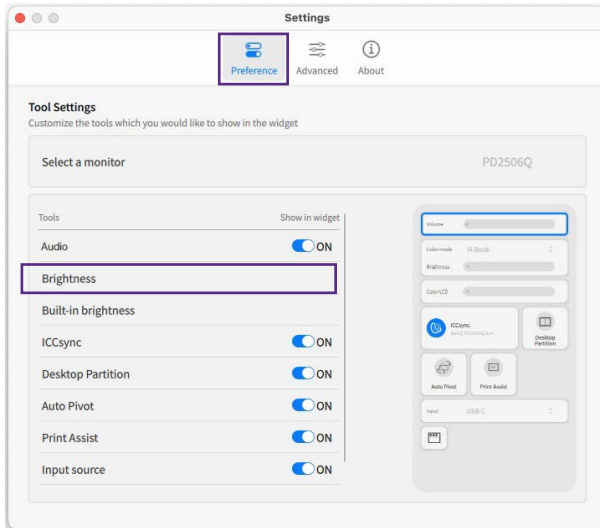 Settings
Preference Advanced About
Tool Settings
Customize the tools which you would like to show in the widget
Select a monitor PD2506Q
Tools Show in widget
Audio ON
Brightness
Built-in brightness
ICCsync ON
Desktop Partition ON
Auto Pivot ON
Print Assist ON
Input source ON
Volume
Color mode M-Book
Brightness
Color LCD
ICCsync
Desktop
Partition
Auto Pivot Print Assist
Input USB-C